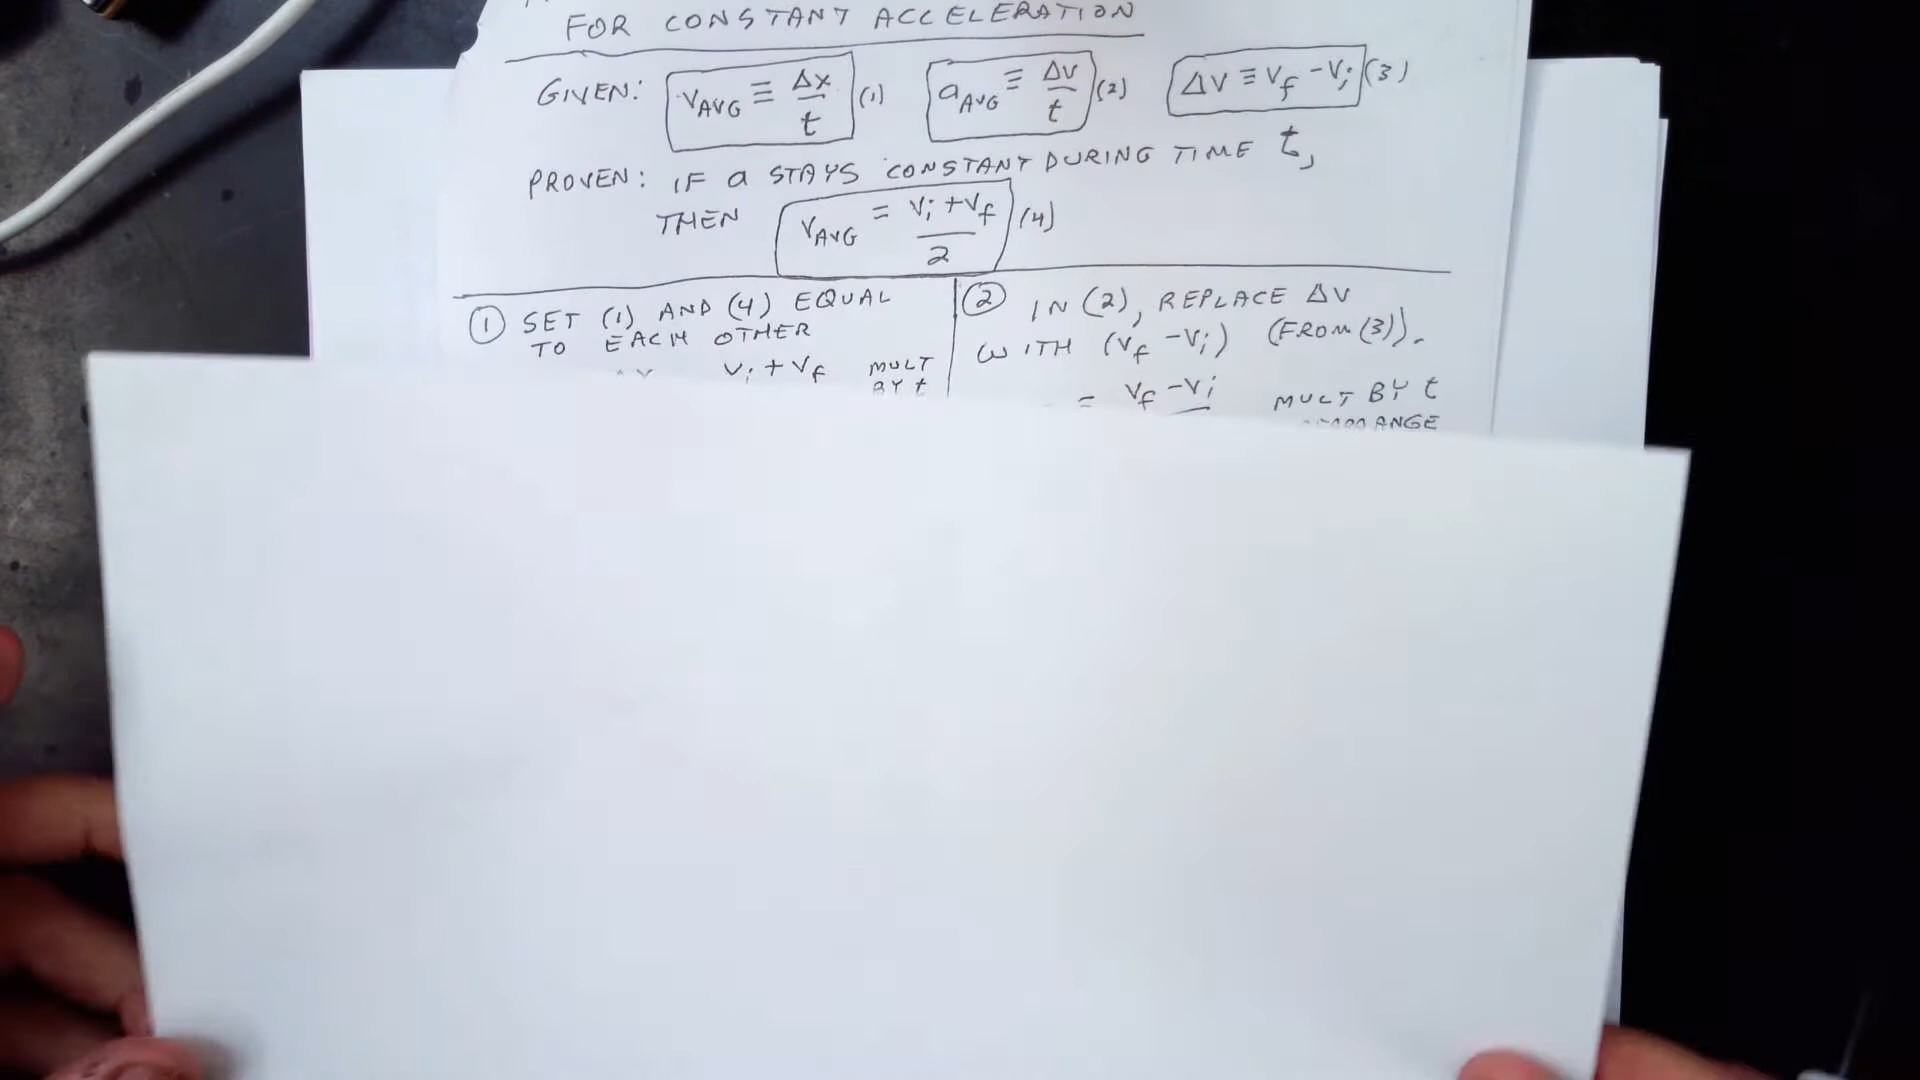 FOR CONSTANT ACCELERATION
GIVEN: VAVG ≡ Δx/t (1) aAVG ≡ Δv/t (2) ΔV ≡ Vf - Vi (3)
PROVEN: IF a STAYS CONSTANT DURING TIME t,
THEN VAVG = Vi + Vf / 2 (4)
① SET (1) AND (4) EQUAL
TO EACH OTHER
Vi + Vf MULT
BY t
② IN (2), REPLACE ΔV
WITH (Vf - Vi) (FROM (3)).
= Vf - Vi MULT BY t